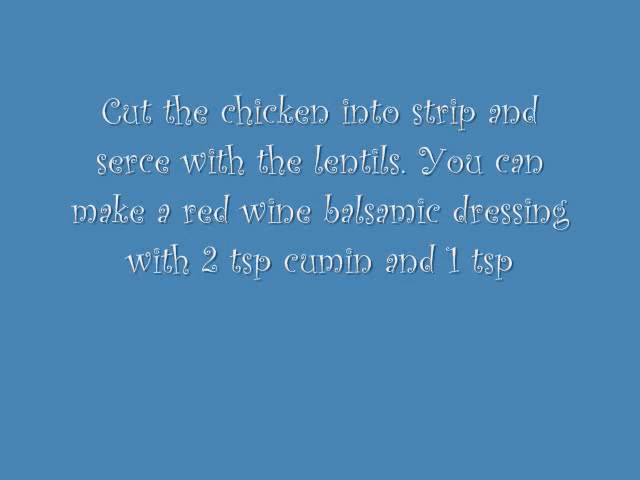 Cut the chicken into strip and
serce with the lentils. You can
make a red wine balsamic dressing
with 2 tsp cumin and 1 tsp